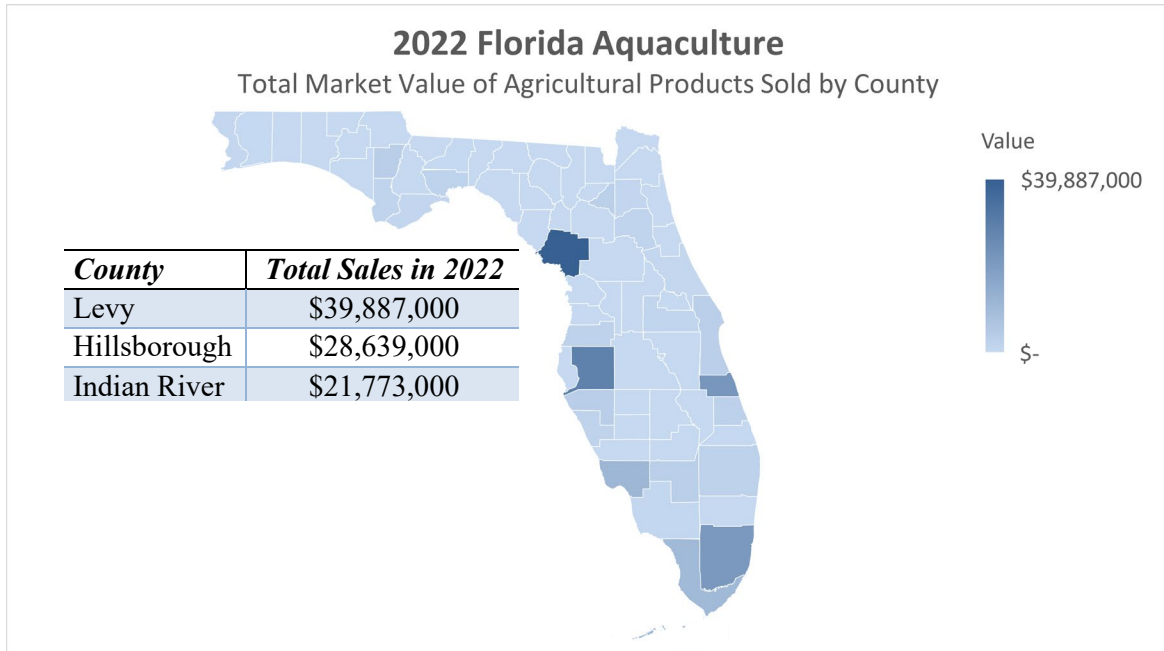 2022 Florida Aquaculture
Total Market Value of Agricultural Products Sold by County
Value
$39,887,000
$-
County Total Sales in 2022
Levy $39,887,000
Hillsborough $28,639,000
Indian River $21,773,000